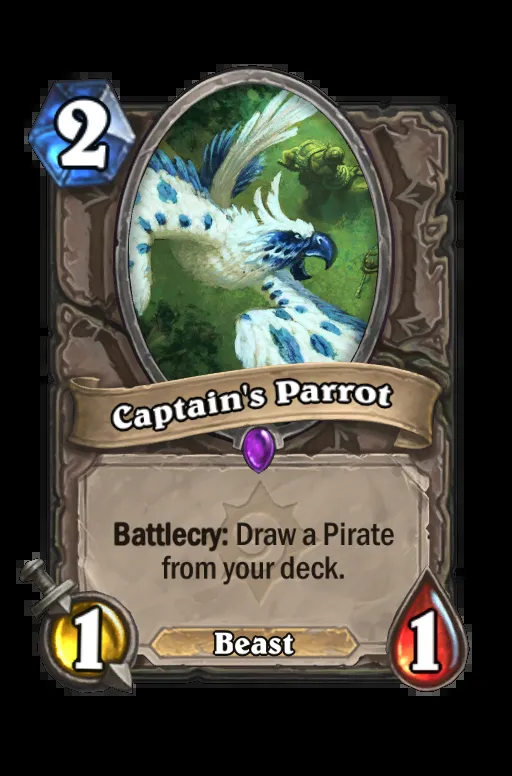 2
Captain's Parrot
Battlecry: Draw a Pirate
from your deck.
1
Beast
1